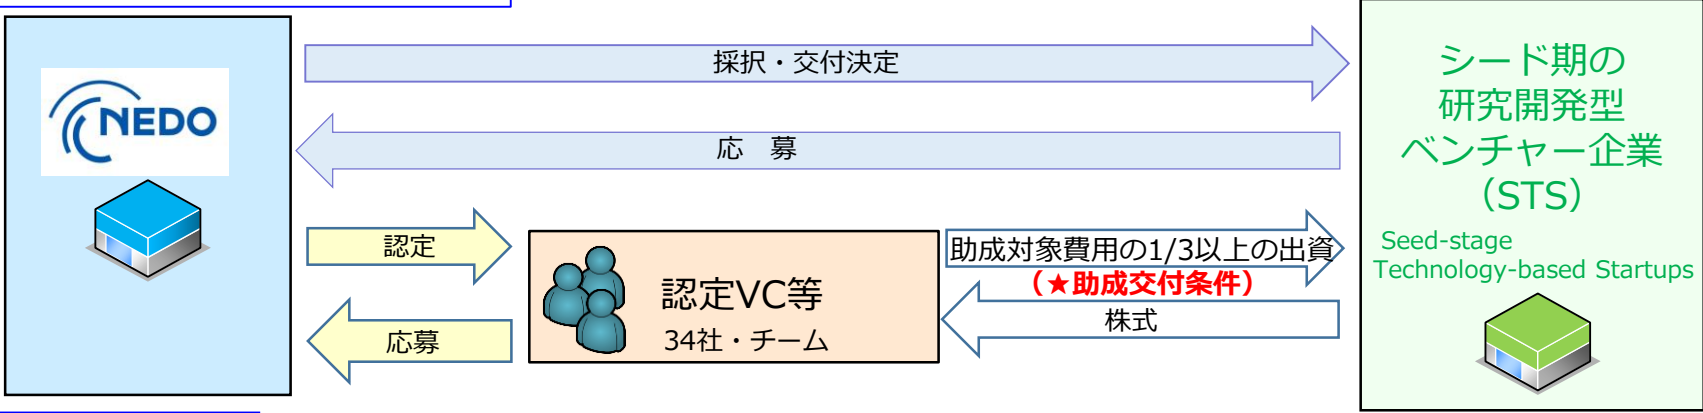 NEDO
採択・交付決定
応 募
認定
応募
認定VC等
34社・チーム
助成対象費用の1/3以上の出資
（★助成交付条件）
株式
シード期の
研究開発型
ベンチャー企業
（STS）
Seed-stage
Technology-based Startups